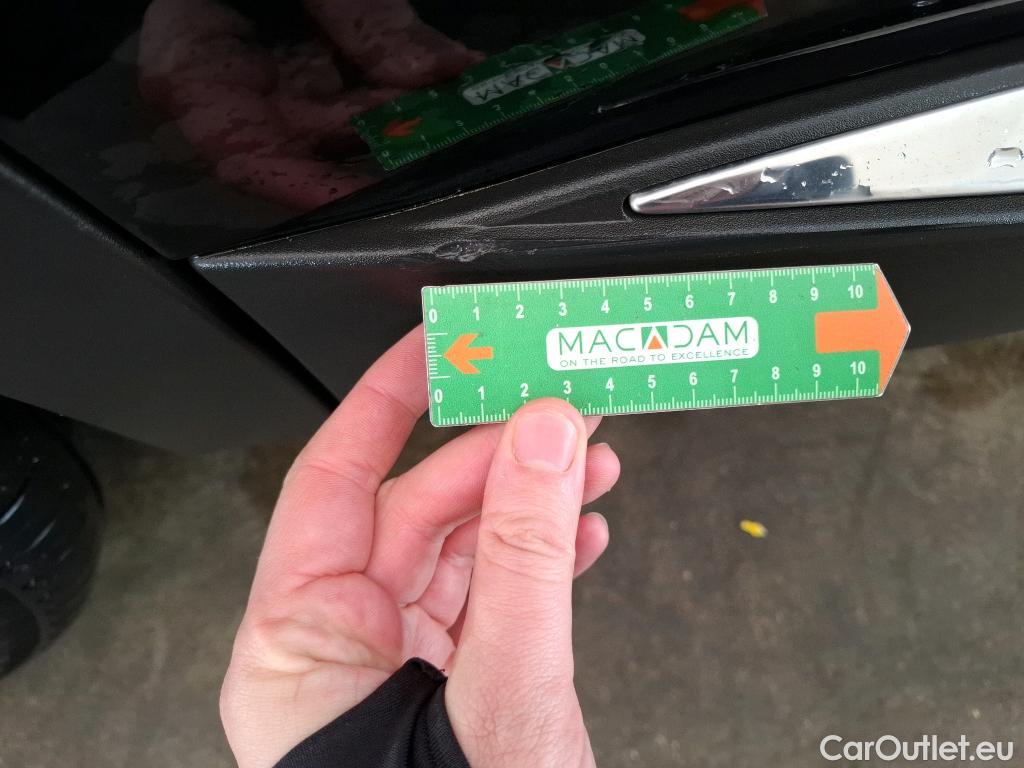 0 1 2 3 4 5 6 7 8 9 10
MACADAM
ON THE ROAD TO EXCELLENCE
0 1 2 3 4 5 6 7 8 9 10
CarOutlet.eu